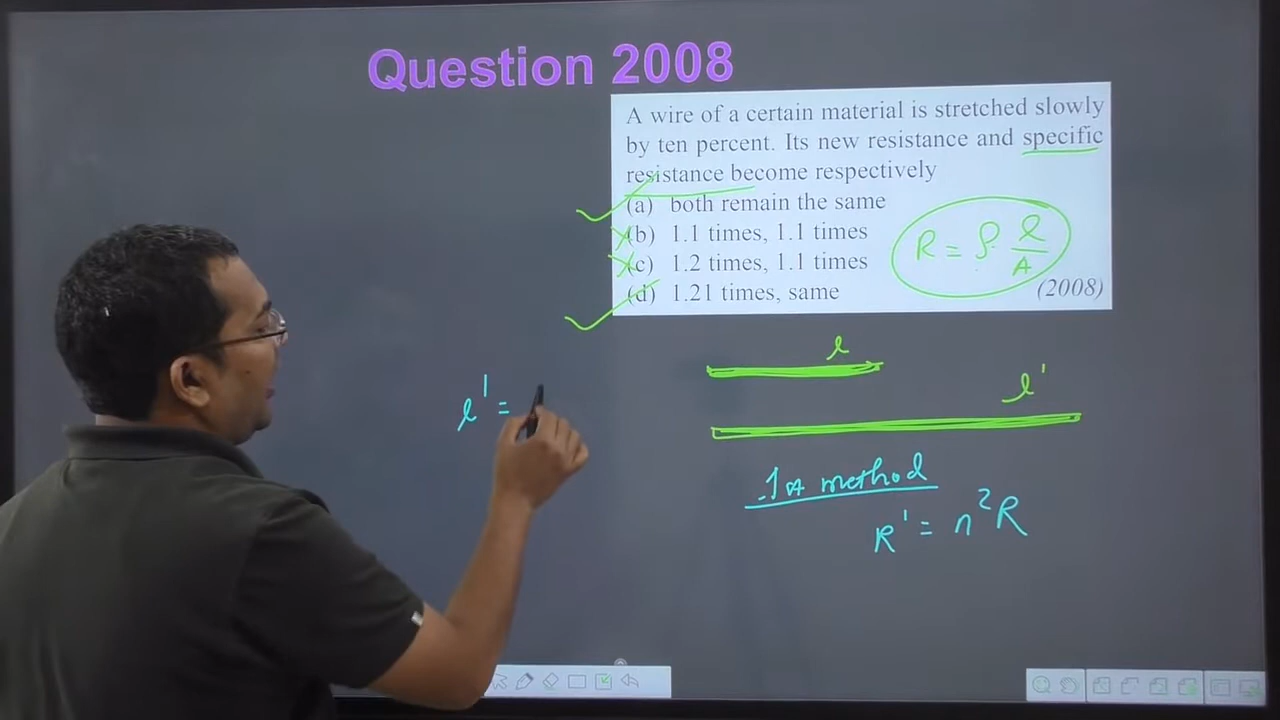 Question 2008
A wire of a certain material is stretched slowly
by ten percent. Its new resistance and specific
resistance become respectively
(a) both remain the same
(b) 1.1 times, 1.1 times
(c) 1.2 times, 1.1 times
(d) 1.21 times, same
(2008)
R = ρ l/A
l
l'
l' =
1st method
R' = n²R